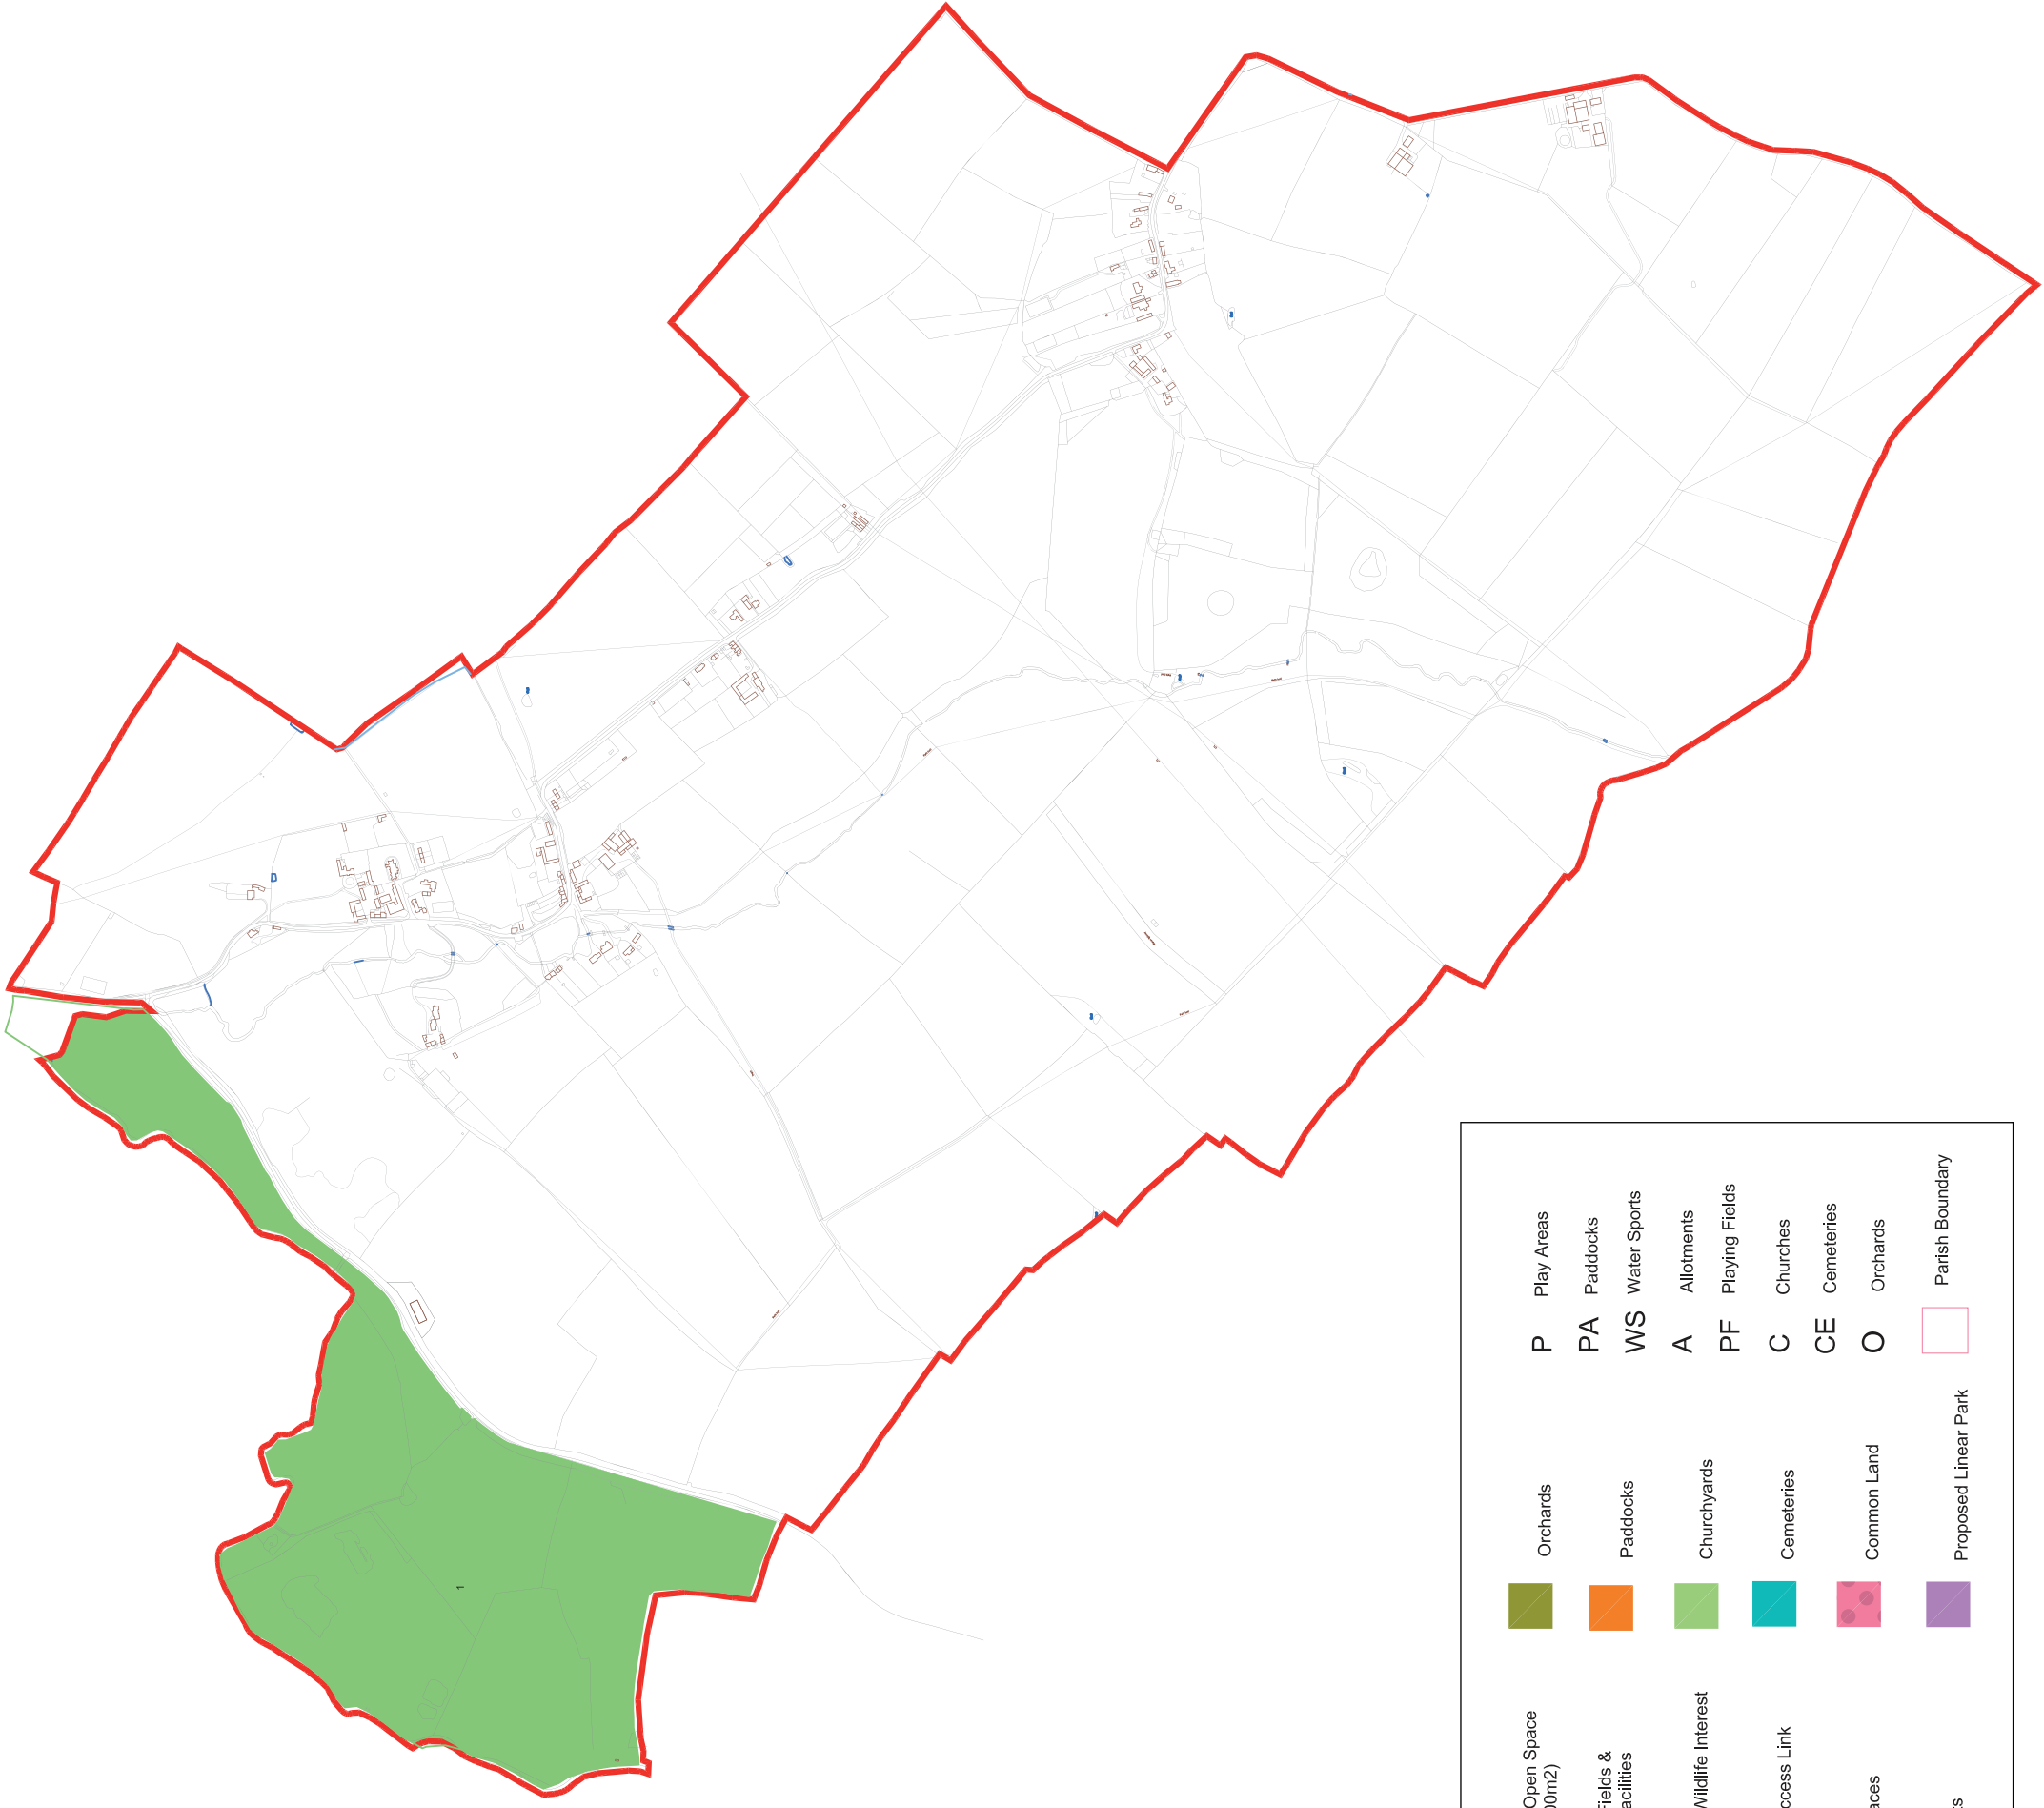 1
Play Areas
Paddocks
Water Sports
Allotments
Playing Fields
Churches
Cemeteries
Orchards
Parish Boundary
P
PA
WS
A
PF
C
CE
O
Orchards
Paddocks
Churchyards
Cemeteries
Common Land
Proposed Linear Park
Open Space
00m2)
Fields &
acilities
Wildlife Interest
ccess Link
aces
s